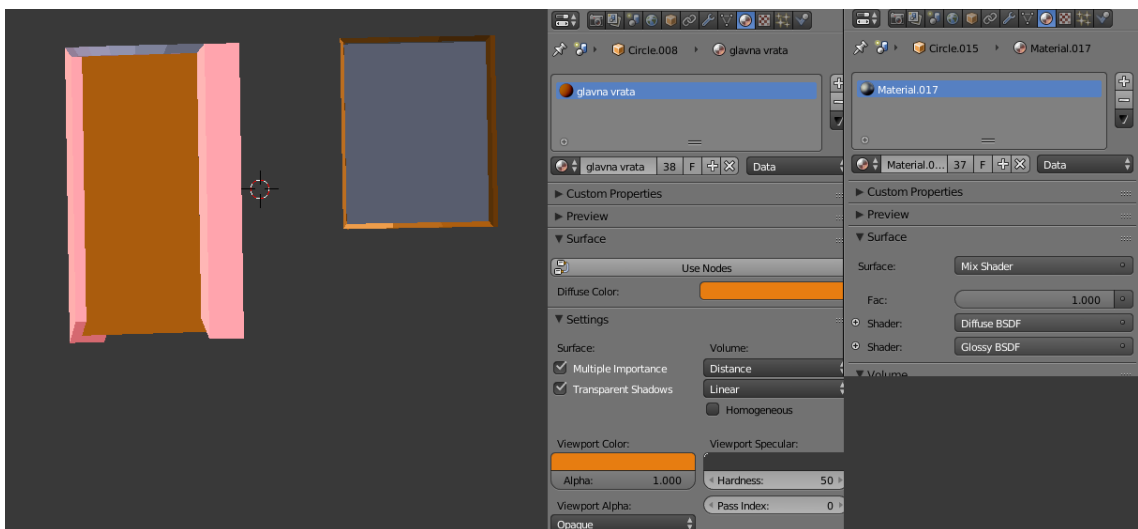 Circle.008 glavna vrata
glavna vrata
glavna vrata 38 F Data
Custom Properties
Preview
Surface
Use Nodes
Diffuse Color:
Settings
Surface: Volume:
Multiple Importance Distance
Transparent Shadows Linear
Homogeneous
Viewport Color: Viewport Specular:
Alpha: 1.000 Hardness: 50
Viewport Alpha: Pass Index: 0
Opaque
Circle.015 Material.017
Material.017
Material.0... 37 F Data
Custom Properties
Preview
Surface
Surface: Mix Shader
Fac: 1.000
Shader: Diffuse BSDF
Shader: Glossy BSDF
Volume